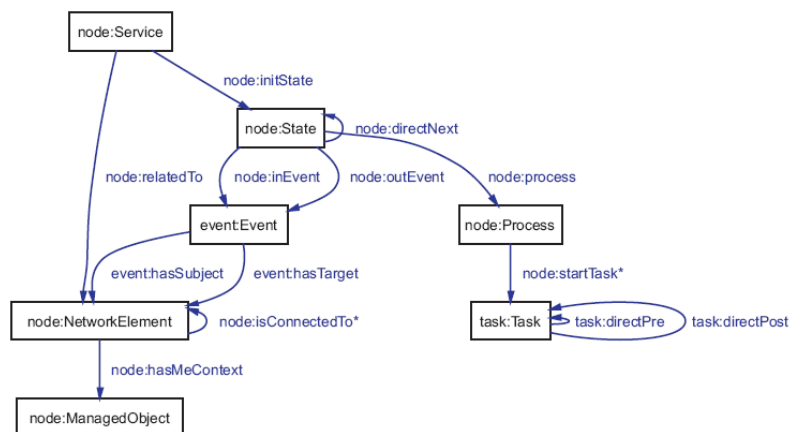 node:Service
node:initState
node:State
node:directNext
node:relatedTo
node:inEvent
node:outEvent
node:process
event:Event
node:Process
event:hasSubject
event:hasTarget
node:startTask*
node:NetworkElement
node:isConnectedTo*
task:Task
task:directPre
task:directPost
node:hasMeContext
node:ManagedObject